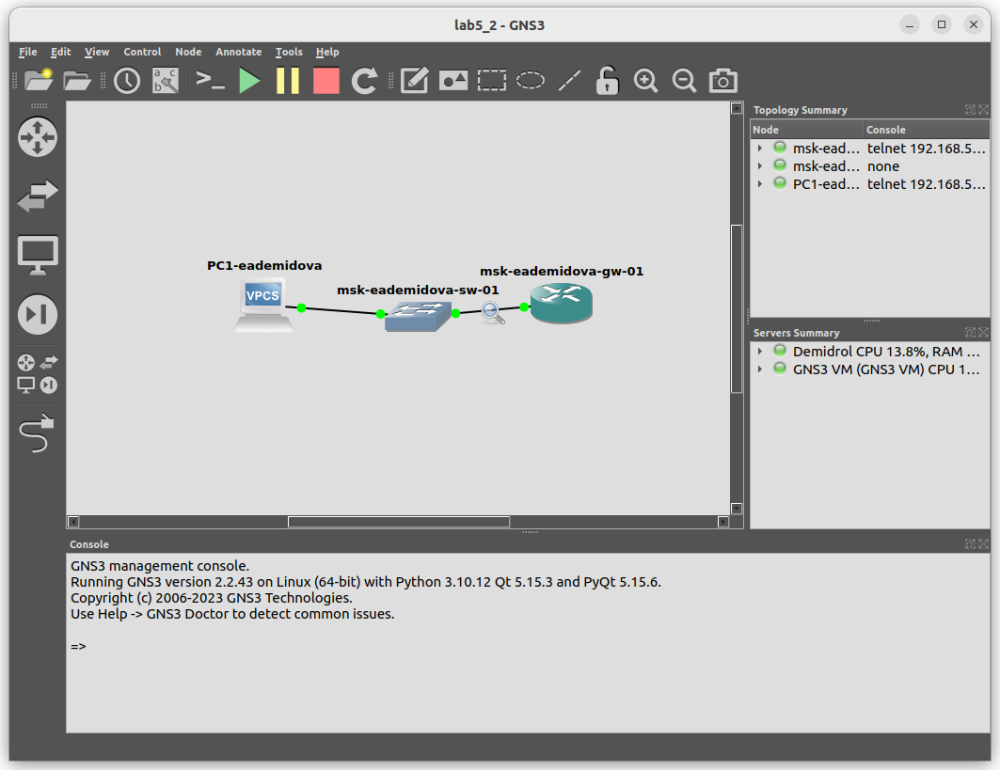 lab5_2 - GNS3
File Edit View Control Node Annotate Tools Help
a c
b
Topology Summary
Node Console
msk-ead... telnet 192.168.5...
msk-ead... none
PC1-ead... telnet 192.168.5...
PC1-eademidova
VPCS
msk-eademidova-sw-01
msk-eademidova-gw-01
Servers Summary
Demidrol CPU 13.8%, RAM ...
GNS3 VM (GNS3 VM) CPU 1...
Console
GNS3 management console.
Running GNS3 version 2.2.43 on Linux (64-bit) with Python 3.10.12 Qt 5.15.3 and PyQt 5.15.6.
Copyright (c) 2006-2023 GNS3 Technologies.
Use Help -> GNS3 Doctor to detect common issues.
=>